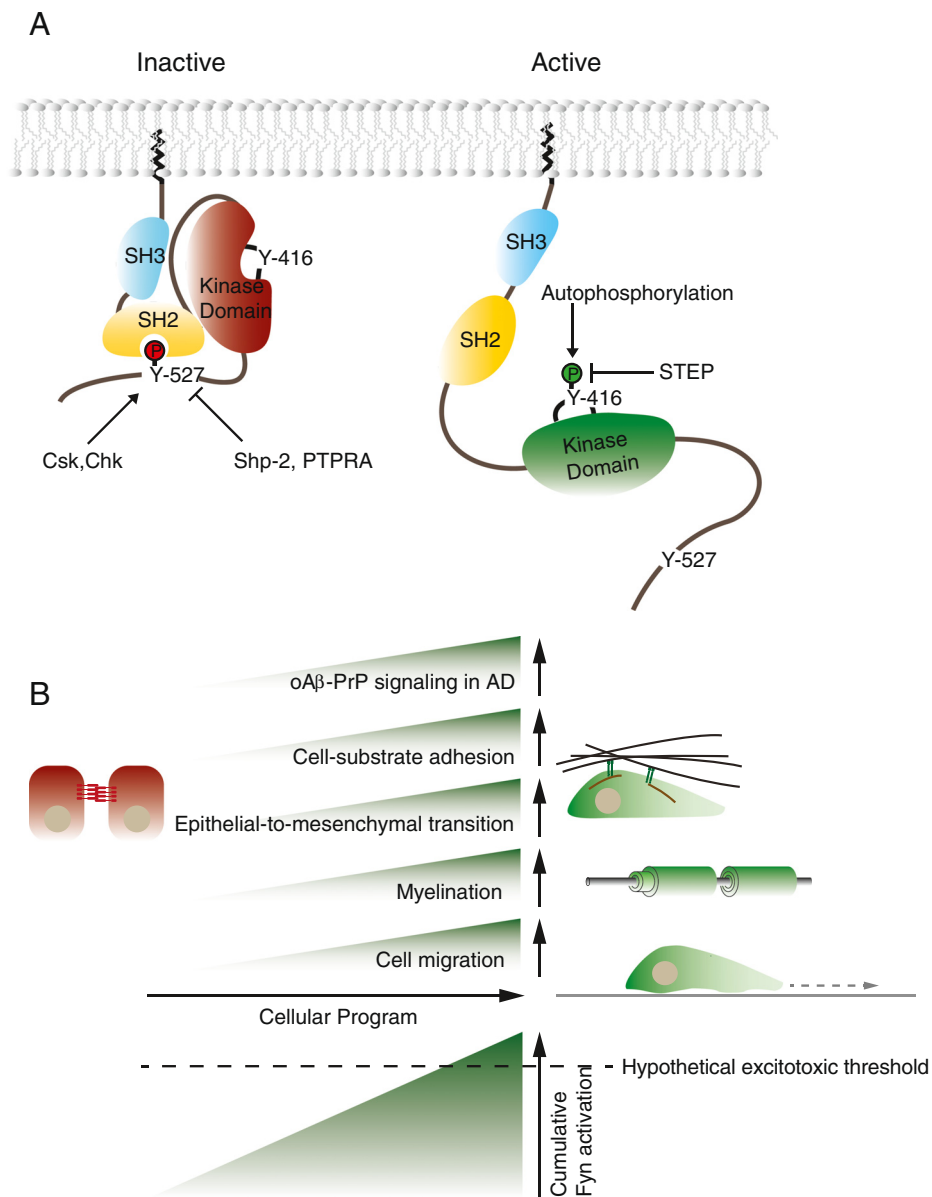 A
Inactive
Active
SH3
Y-416
Kinase
Domain
SH2
P
Y-527
Csk,Chk
Shp-2, PTPRA
SH3
Autophosphorylation
SH2
P
STEP
Y-416
Kinase
Domain
Y-527
B
oAβ-PrP signaling in AD
Cell-substrate adhesion
Epithelial-to-mesenchymal transition
Myelination
Cell migration
Cellular Program
Hypothetical excitotoxic threshold
Cumulative
Fyn activation